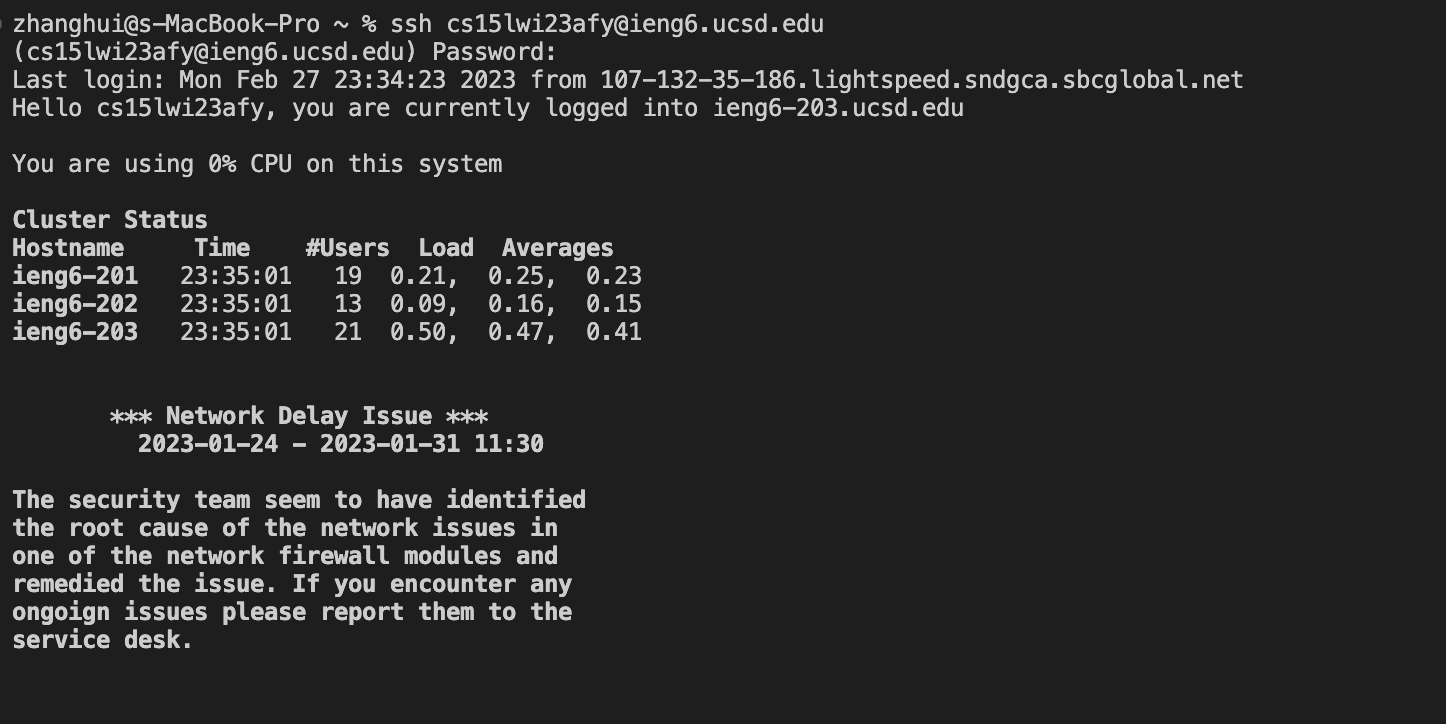 zhanghui@s-MacBook-Pro ~ % ssh cs15lwi23afy@ieng6.ucsd.edu
(cs15lwi23afy@ieng6.ucsd.edu) Password:
Last login: Mon Feb 27 23:34:23 2023 from 107-132-35-186.lightspeed.sndgca.sbcglobal.net
Hello cs15lwi23afy, you are currently logged into ieng6-203.ucsd.edu
You are using 0% CPU on this system
Cluster Status
Hostname     Time    #Users  Load  Averages
ieng6-201   23:35:01   19  0.21,  0.25,  0.23
ieng6-202   23:35:01   13  0.09,  0.16,  0.15
ieng6-203   23:35:01   21  0.50,  0.47,  0.41
*** Network Delay Issue ***
2023-01-24 - 2023-01-31 11:30
The security team seem to have identified
the root cause of the network issues in
one of the network firewall modules and
remedied the issue. If you encounter any
ongoign issues please report them to the
service desk.